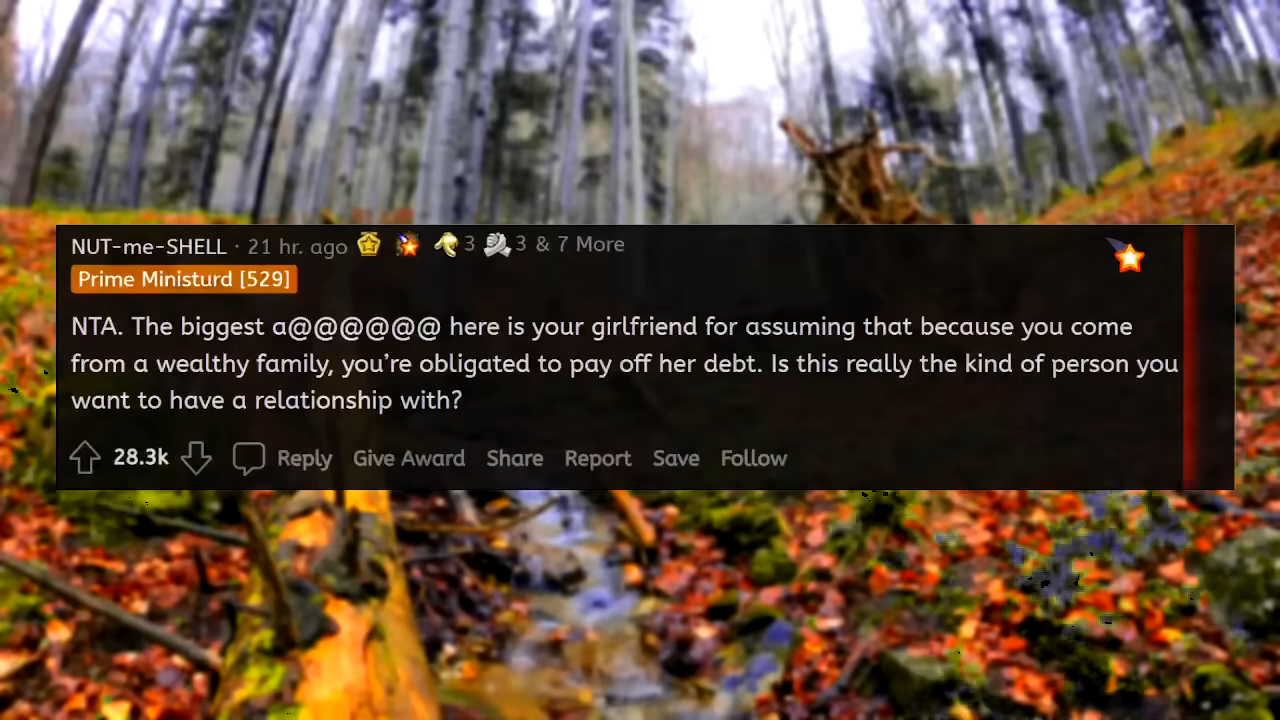 NUT-me-SHELL · 21 hr. ago 3 3 & 7 More
Prime Ministurd [529]
NTA. The biggest a@@@@@@ here is your girlfriend for assuming that because you come
from a wealthy family, you’re obligated to pay off her debt. Is this really the kind of person you
want to have a relationship with?
28.3k Reply Give Award Share Report Save Follow